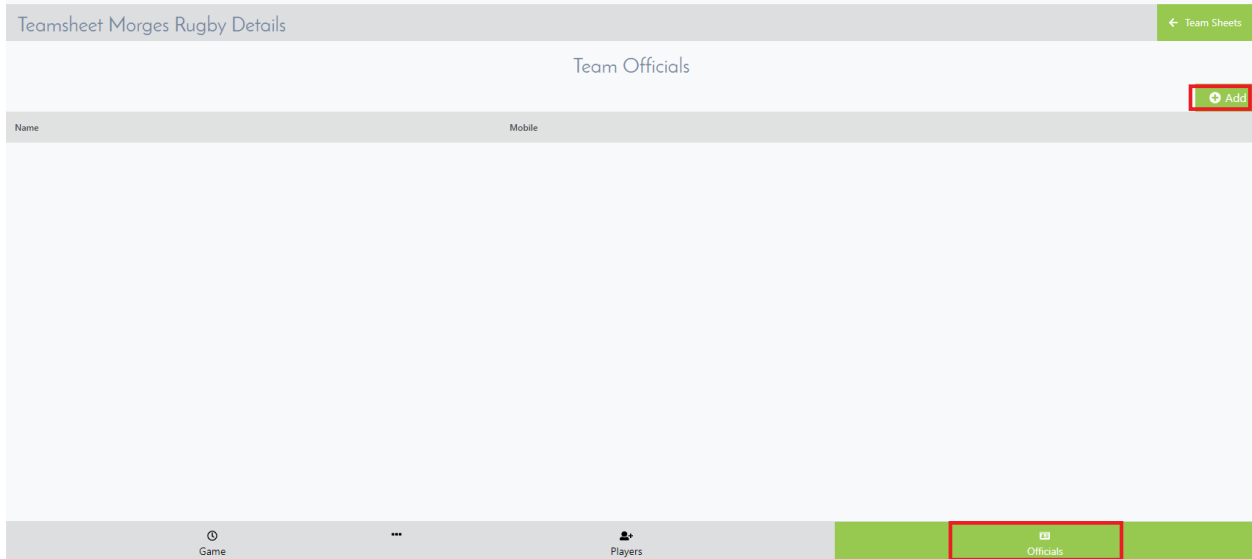 Teamsheet Morges Rugby Details
Team Sheets
Team Officials
Add
Name Mobile
Game Players Officials